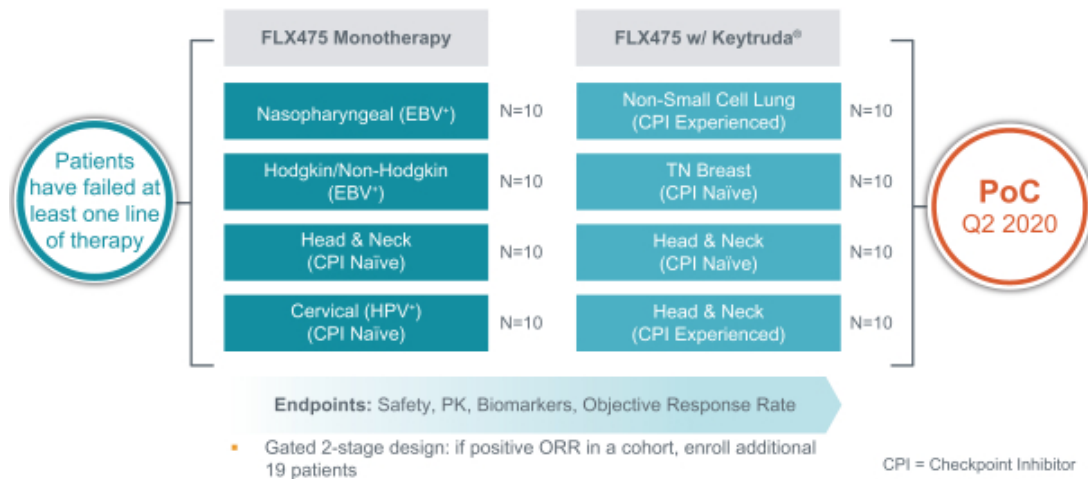 Patients
have failed at
least one line
of therapy
FLX475 Monotherapy
Nasopharyngeal (EBV⁺)
N=10
Hodgkin/Non-Hodgkin
(EBV⁺)
N=10
Head & Neck
(CPI Naïve)
N=10
Cervical (HPV⁺)
(CPI Naïve)
N=10
FLX475 w/ Keytruda®
Non-Small Cell Lung
(CPI Experienced)
N=10
TN Breast
(CPI Naïve)
N=10
Head & Neck
(CPI Naïve)
N=10
Head & Neck
(CPI Experienced)
N=10
PoC
Q2 2020
Endpoints: Safety, PK, Biomarkers, Objective Response Rate
▪ Gated 2-stage design: if positive ORR in a cohort, enroll additional
19 patients
CPI = Checkpoint Inhibitor